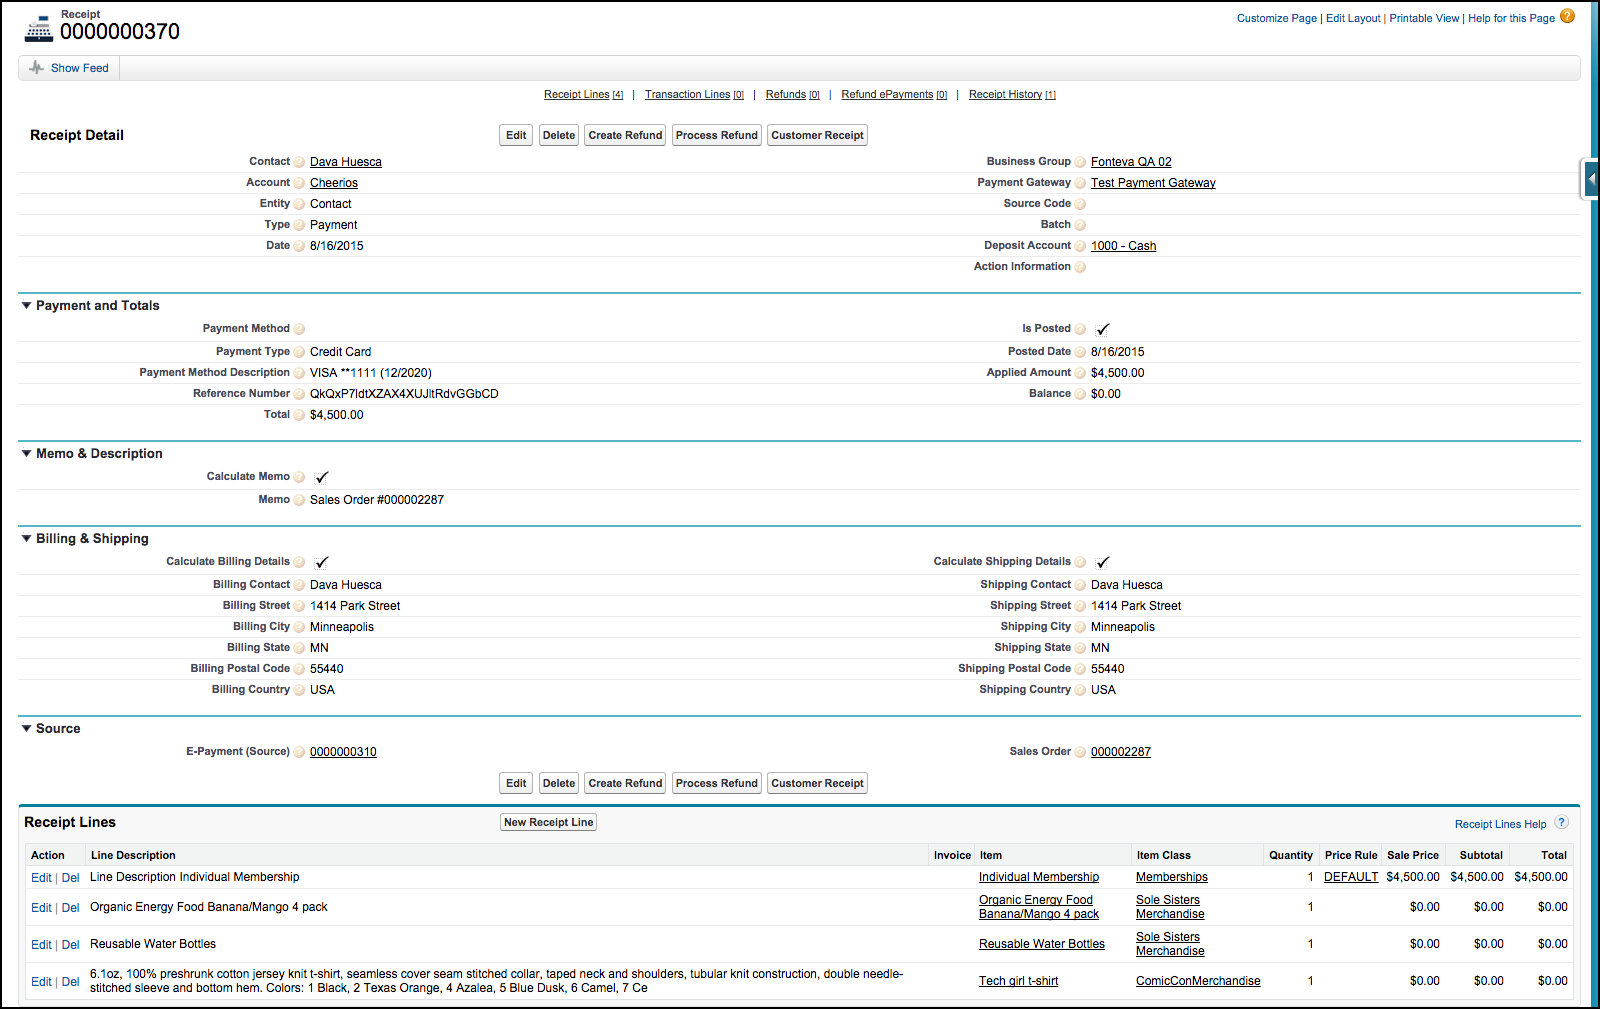 Receipt
0000000370
Customize Page | Edit Layout | Printable View | Help for this Page ?
Show Feed
Receipt Lines [4] | Transaction Lines [0] | Refunds [0] | Refund ePayments [0] | Receipt History [1]
Receipt Detail Edit Delete Create Refund Process Refund Customer Receipt
Contact Dava Huesca Business Group Fonteva QA 02
Account Cheerios Payment Gateway Test Payment Gateway
Entity Contact Source Code
Type Payment Batch
Date 8/16/2015 Deposit Account 1000 - Cash
Action Information
Payment and Totals
Payment Method Is Posted
Payment Type Credit Card Posted Date 8/16/2015
Payment Method Description VISA **1111 (12/2020) Applied Amount $4,500.00
Reference Number QkQxP7ldtXZAX4XUJltRdvGGbCD Balance $0.00
Total $4,500.00
Memo & Description
Calculate Memo
Memo Sales Order #000002287
Billing & Shipping
Calculate Billing Details Calculate Shipping Details
Billing Contact Dava Huesca Shipping Contact Dava Huesca
Billing Street 1414 Park Street Shipping Street 1414 Park Street
Billing City Minneapolis Shipping City Minneapolis
Billing State MN Shipping State MN
Billing Postal Code 55440 Shipping Postal Code 55440
Billing Country USA Shipping Country USA
Source
E-Payment (Source) 0000000310 Sales Order 000002287
Edit Delete Create Refund Process Refund Customer Receipt
Receipt Lines New Receipt Line Receipt Lines Help ?
Action Line Description Invoice Item Item Class Quantity Price Rule Sale Price Subtotal Total
Edit | Del Line Description Individual Membership Individual Membership Memberships 1 DEFAULT $4,500.00 $4,500.00 $4,500.00
Edit | Del Organic Energy Food Banana/Mango 4 pack Organic Energy Food Banana/Mango 4 pack Sole Sisters Merchandise 1 $0.00 $0.00 $0.00
Edit | Del Reusable Water Bottles Reusable Water Bottles Sole Sisters Merchandise 1 $0.00 $0.00 $0.00
Edit | Del 6.1oz, 100% preshrunk cotton jersey knit t-shirt, seamless cover seam stitched collar, taped neck and shoulders, tubular knit construction, double needle-
stitched sleeve and bottom hem. Colors: 1 Black, 2 Texas Orange, 4 Azalea, 5 Blue Dusk, 6 Camel, 7 Ce Tech girl t-shirt ComicConMerchandise 1 $0.00 $0.00 $0.00